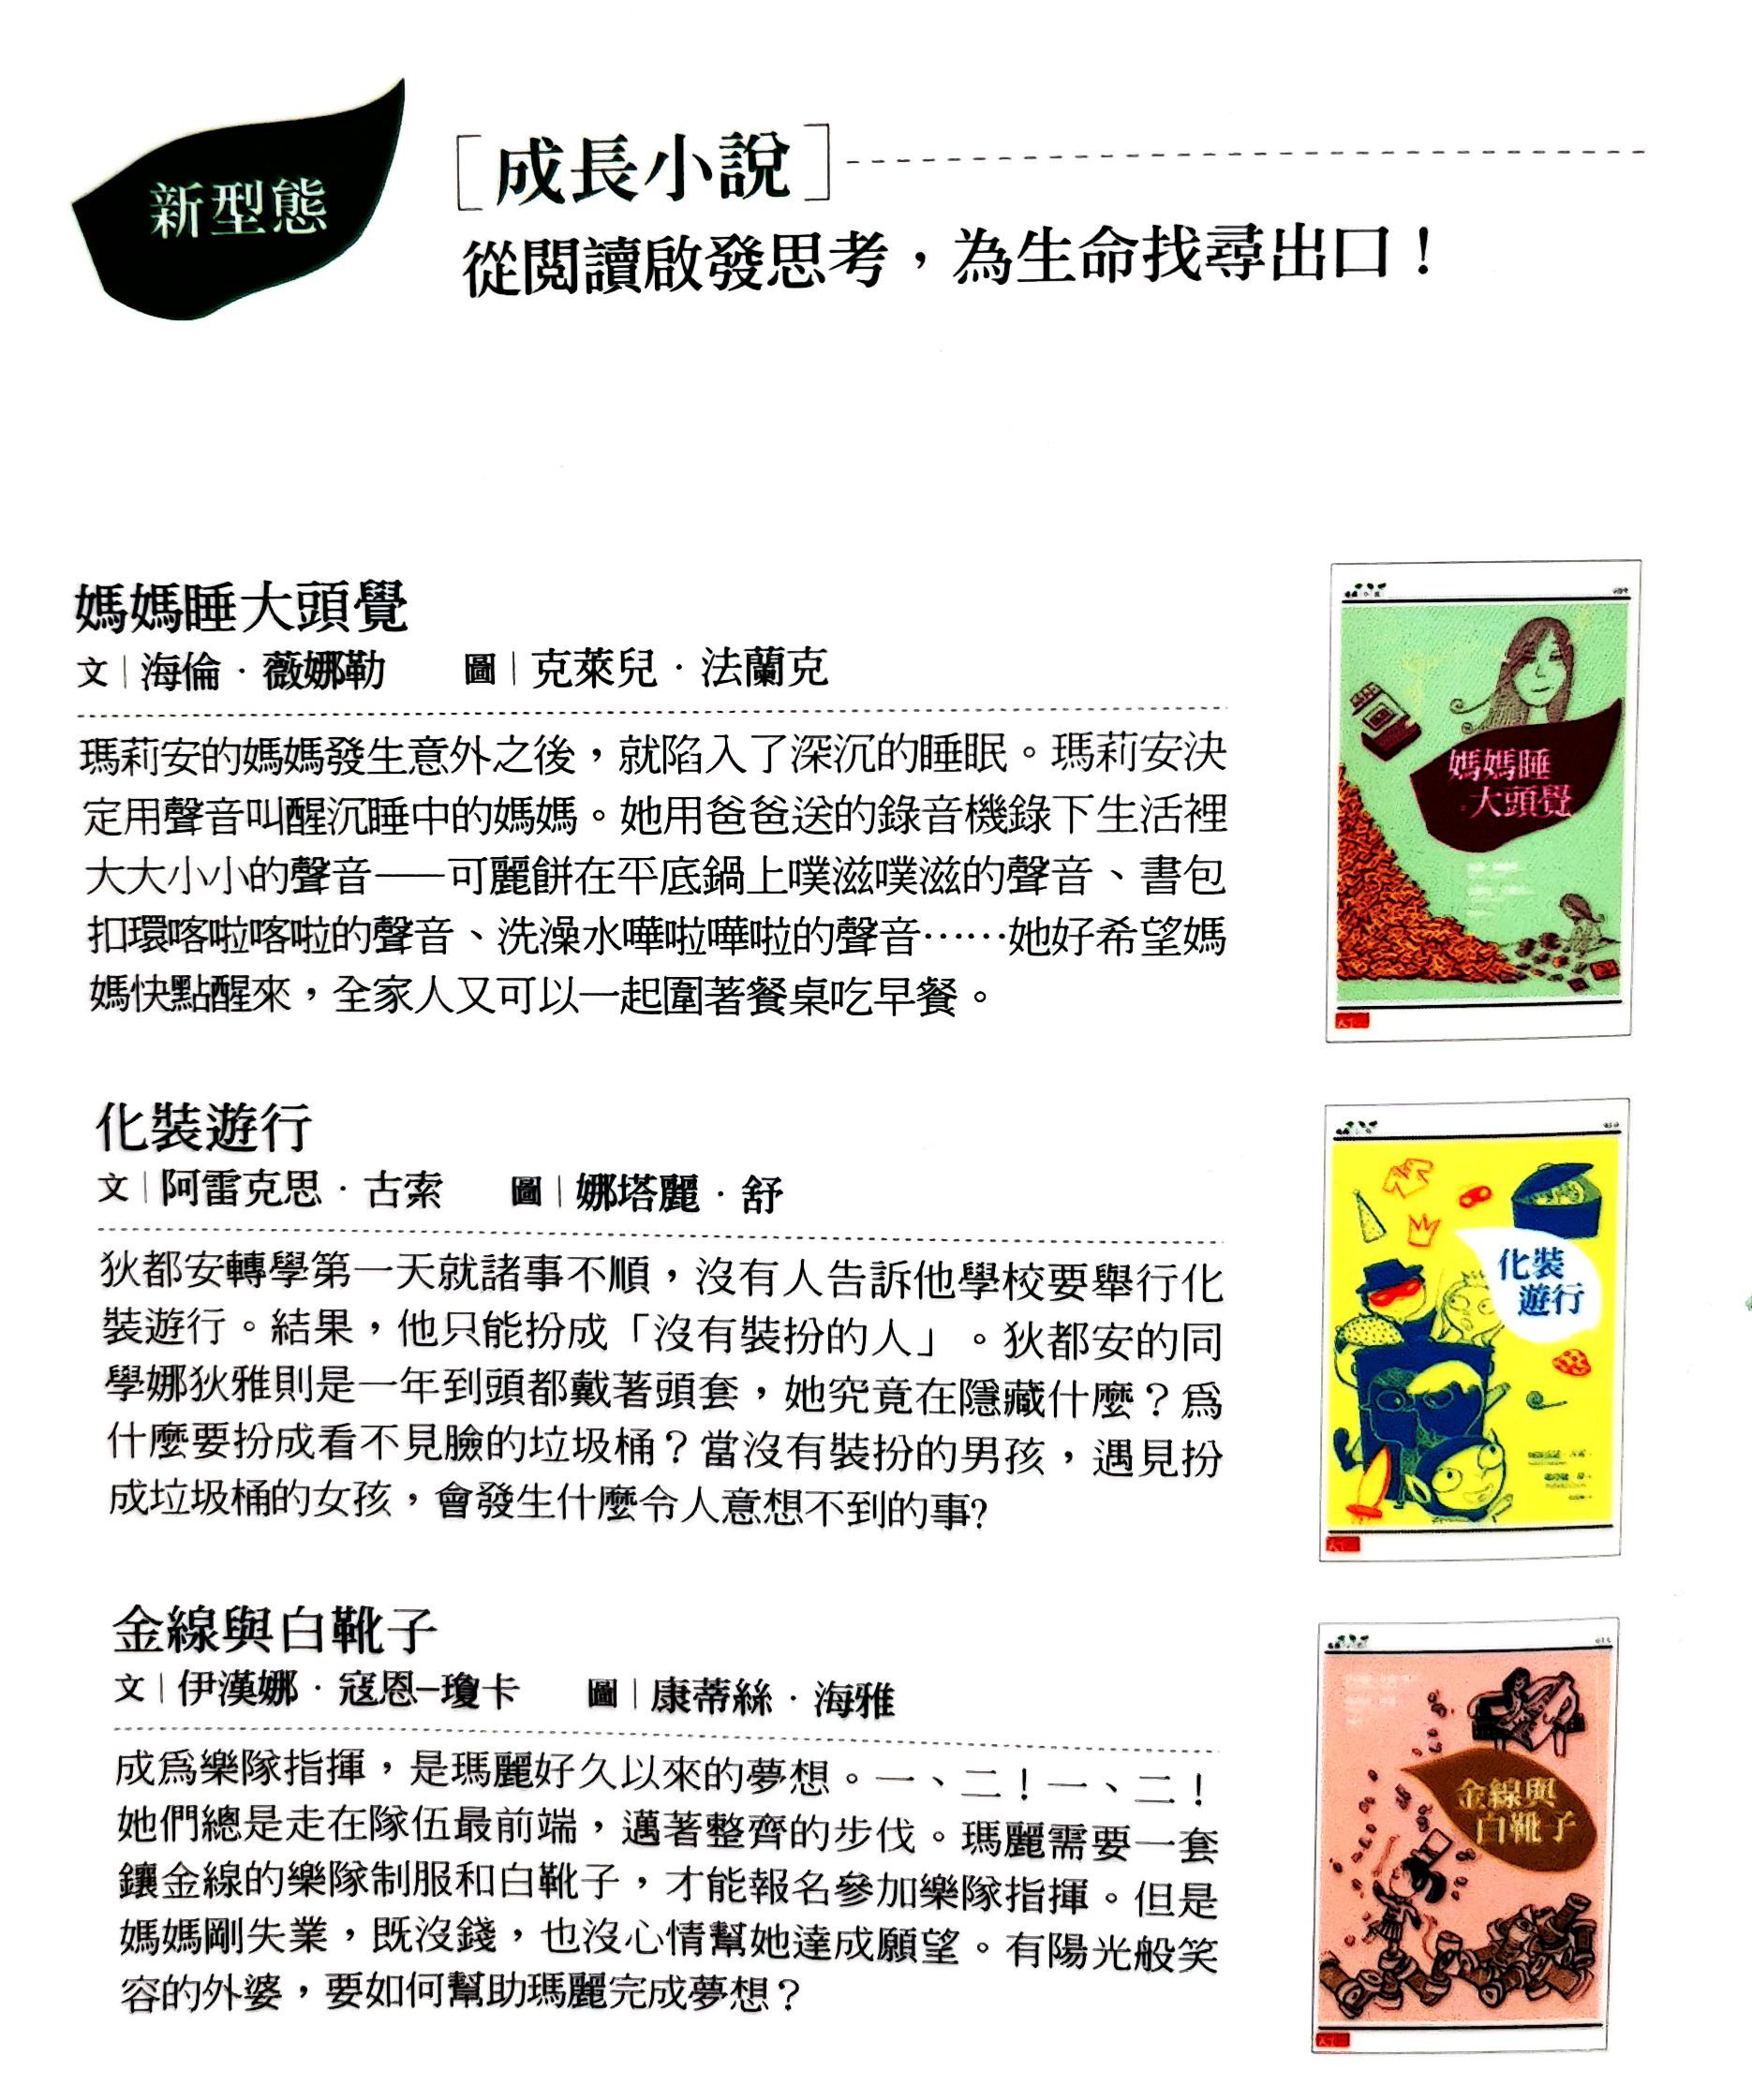 新型態
[成長小說]
從閱讀啟發思考，為生命找尋出口！
媽媽睡大頭覺
文｜海倫．薇娜勒　圖｜克萊兒．法蘭克
瑪莉安的媽媽發生意外之後，就陷入了深沉的睡眠。瑪莉安決
定用聲音叫醒沉睡中的媽媽。她用爸爸送的錄音機錄下生活裡
大大小小的聲音——可麗餅在平底鍋上噗滋噗滋的聲音、書包
扣環喀啦喀啦的聲音、洗澡水嘩啦嘩啦的聲音……她好希望媽
媽快點醒來，全家人又可以一起圍著餐桌吃早餐。
媽媽睡
大頭覺
化裝遊行
文｜阿雷克思．古索　圖｜娜塔麗．舒
狄都安轉學第一天就諸事不順，沒有人告訴他學校要舉行化
裝遊行。結果，他只能扮成「沒有裝扮的人」。狄都安的同
學娜狄雅則是一年到頭都戴著頭套，她究竟在隱藏什麼？爲
什麼要扮成看不見臉的垃圾桶？當沒有裝扮的男孩，遇見扮
成垃圾桶的女孩，會發生什麼令人意想不到的事?
化裝
遊行
金線與白靴子
文｜伊漢娜．寇恩–瓊卡　圖｜康蒂絲．海雅
成爲樂隊指揮，是瑪麗好久以來的夢想。一、二！一、二！
她們總是走在隊伍最前端，邁著整齊的步伐。瑪麗需要一套
鑲金線的樂隊制服和白靴子，才能報名參加樂隊指揮。但是
媽媽剛失業，既沒錢，也沒心情幫她達成願望。有陽光般笑
容的外婆，要如何幫助瑪麗完成夢想？
金線與
白靴子